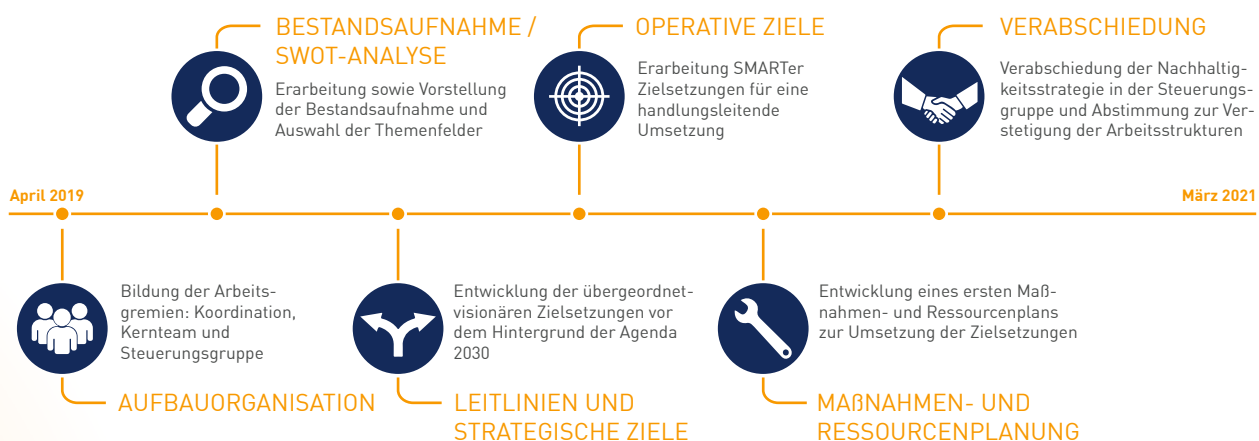 BESTANDSAUFNAHME /
SWOT-ANALYSE
Erarbeitung sowie Vorstellung
der Bestandsaufnahme und
Auswahl der Themenfelder
OPERATIVE ZIELE
Erarbeitung SMARTer
Zielsetzungen für eine
handlungsleitende
Umsetzung
VERABSCHIEDUNG
Verabschiedung der Nachhaltig-
keitsstrategie in der Steuerungs-
gruppe und Abstimmung zur Ver-
stetigung der Arbeitsstrukturen
April 2019
März 2021
Bildung der Arbeits-
gremien: Koordination,
Kernteam und
Steuerungsgruppe
AUFBAUORGANISATION
Entwicklung der übergeordnet-
visionären Zielsetzungen vor
dem Hintergrund der Agenda
2030
LEITLINIEN UND
STRATEGISCHE ZIELE
Entwicklung eines ersten Maß-
nahmen- und Ressourcenplans
zur Umsetzung der Zielsetzungen
MAßNAHMEN- UND
RESSOURCENPLANUNG